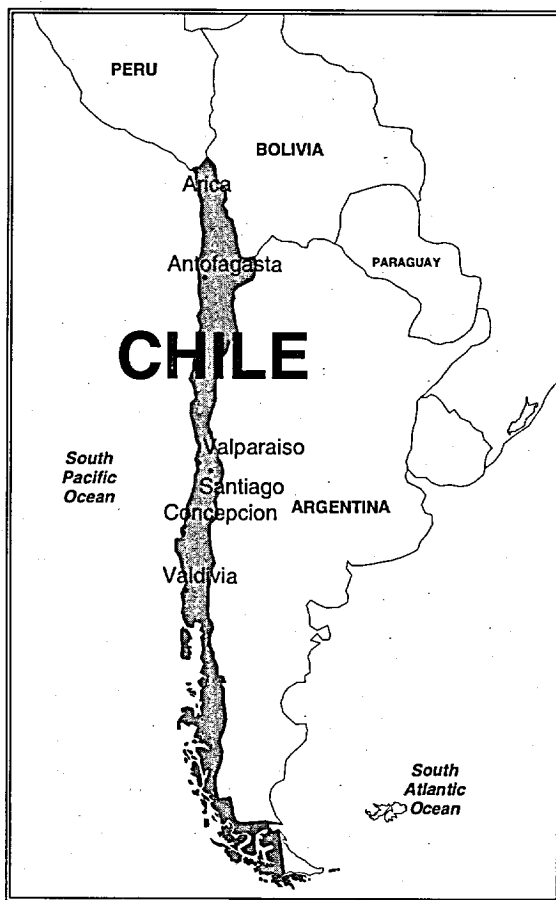 PERU
BOLIVIA
Arica
Antofagasta
PARAGUAY
CHILE
Valparaiso
South
Pacific
Ocean
Santiago
Concepcion
ARGENTINA
Valdivia
South
Atlantic
Ocean